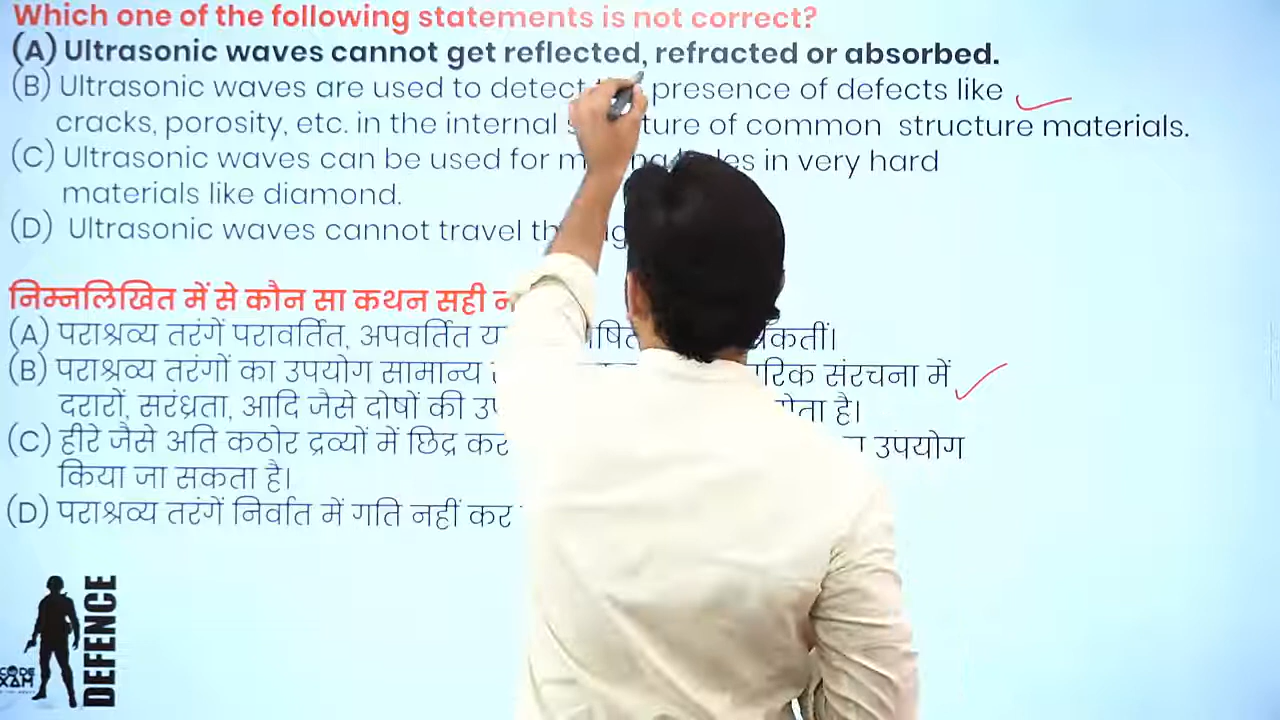 Which one of the following statements is not correct?
(A) Ultrasonic waves cannot get reflected, refracted or absorbed.
(B) Ultrasonic waves are used to detect presence of defects like
cracks, porosity, etc. in the internal of common structure materials.
(C) Ultrasonic waves can be used for in very hard
materials like diamond.
(D) Ultrasonic waves cannot travel
निम्नलिखित में से कौन सा कथन सही
(A) पराश्रव्य तरंगें परावर्तित, अपवर्तित
(B) पराश्रव्य तरंगों का उपयोग सामान्य संरचना में
दरारों, सरंध्रता, आदि जैसे दोषों की है।
(C) हीरे जैसे अति कठोर द्रव्यों में छिद्र उपयोग
किया जा सकता है।
(D) पराश्रव्य तरंगें निर्वात में गति नहीं कर
DEFENCE